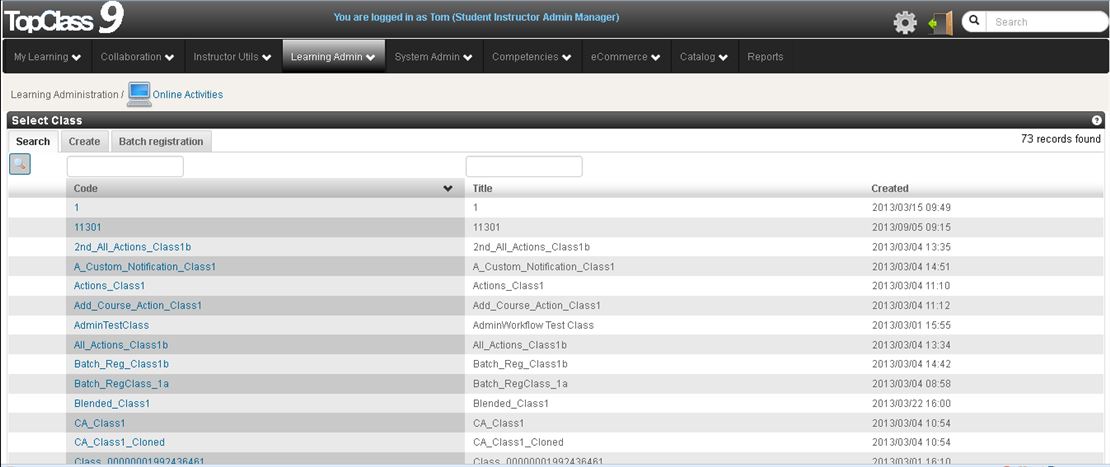 TopClass 9
You are logged in as Tom (Student Instructor Admin Manager)
Search
My Learning Collaboration Instructor Utils Learning Admin System Admin Competencies eCommerce Catalog Reports
Learning Administration / Online Activities
Select Class
Search Create Batch registration 73 records found
Code Title Created
1 1 2013/03/15 09:49
11301 11301 2013/09/05 09:15
2nd_All_Actions_Class1b 2nd_All_Actions_Class1b 2013/03/04 13:35
A_Custom_Notification_Class1 A_Custom_Notification_Class1 2013/03/04 14:51
Actions_Class1 Actions_Class1 2013/03/04 11:10
Add_Course_Action_Class1 Add_Course_Action_Class1 2013/03/04 11:12
AdminTestClass AdminWorkflow Test Class 2013/03/01 15:55
All_Actions_Class1b All_Actions_Class1b 2013/03/04 13:34
Batch_Reg_Class1b Batch_Reg_Class1b 2013/03/04 14:42
Batch_RegClass_1a Batch_RegClass_1a 2013/03/04 08:58
Blended_Class1 Blended_Class1 2013/03/22 16:00
CA_Class1 CA_Class1 2013/03/04 10:54
CA_Class1_Cloned CA_Class1_Cloned 2013/03/04 10:54
Class_00000001992436461 Class_00000001992436461 2013/03/01 16:10